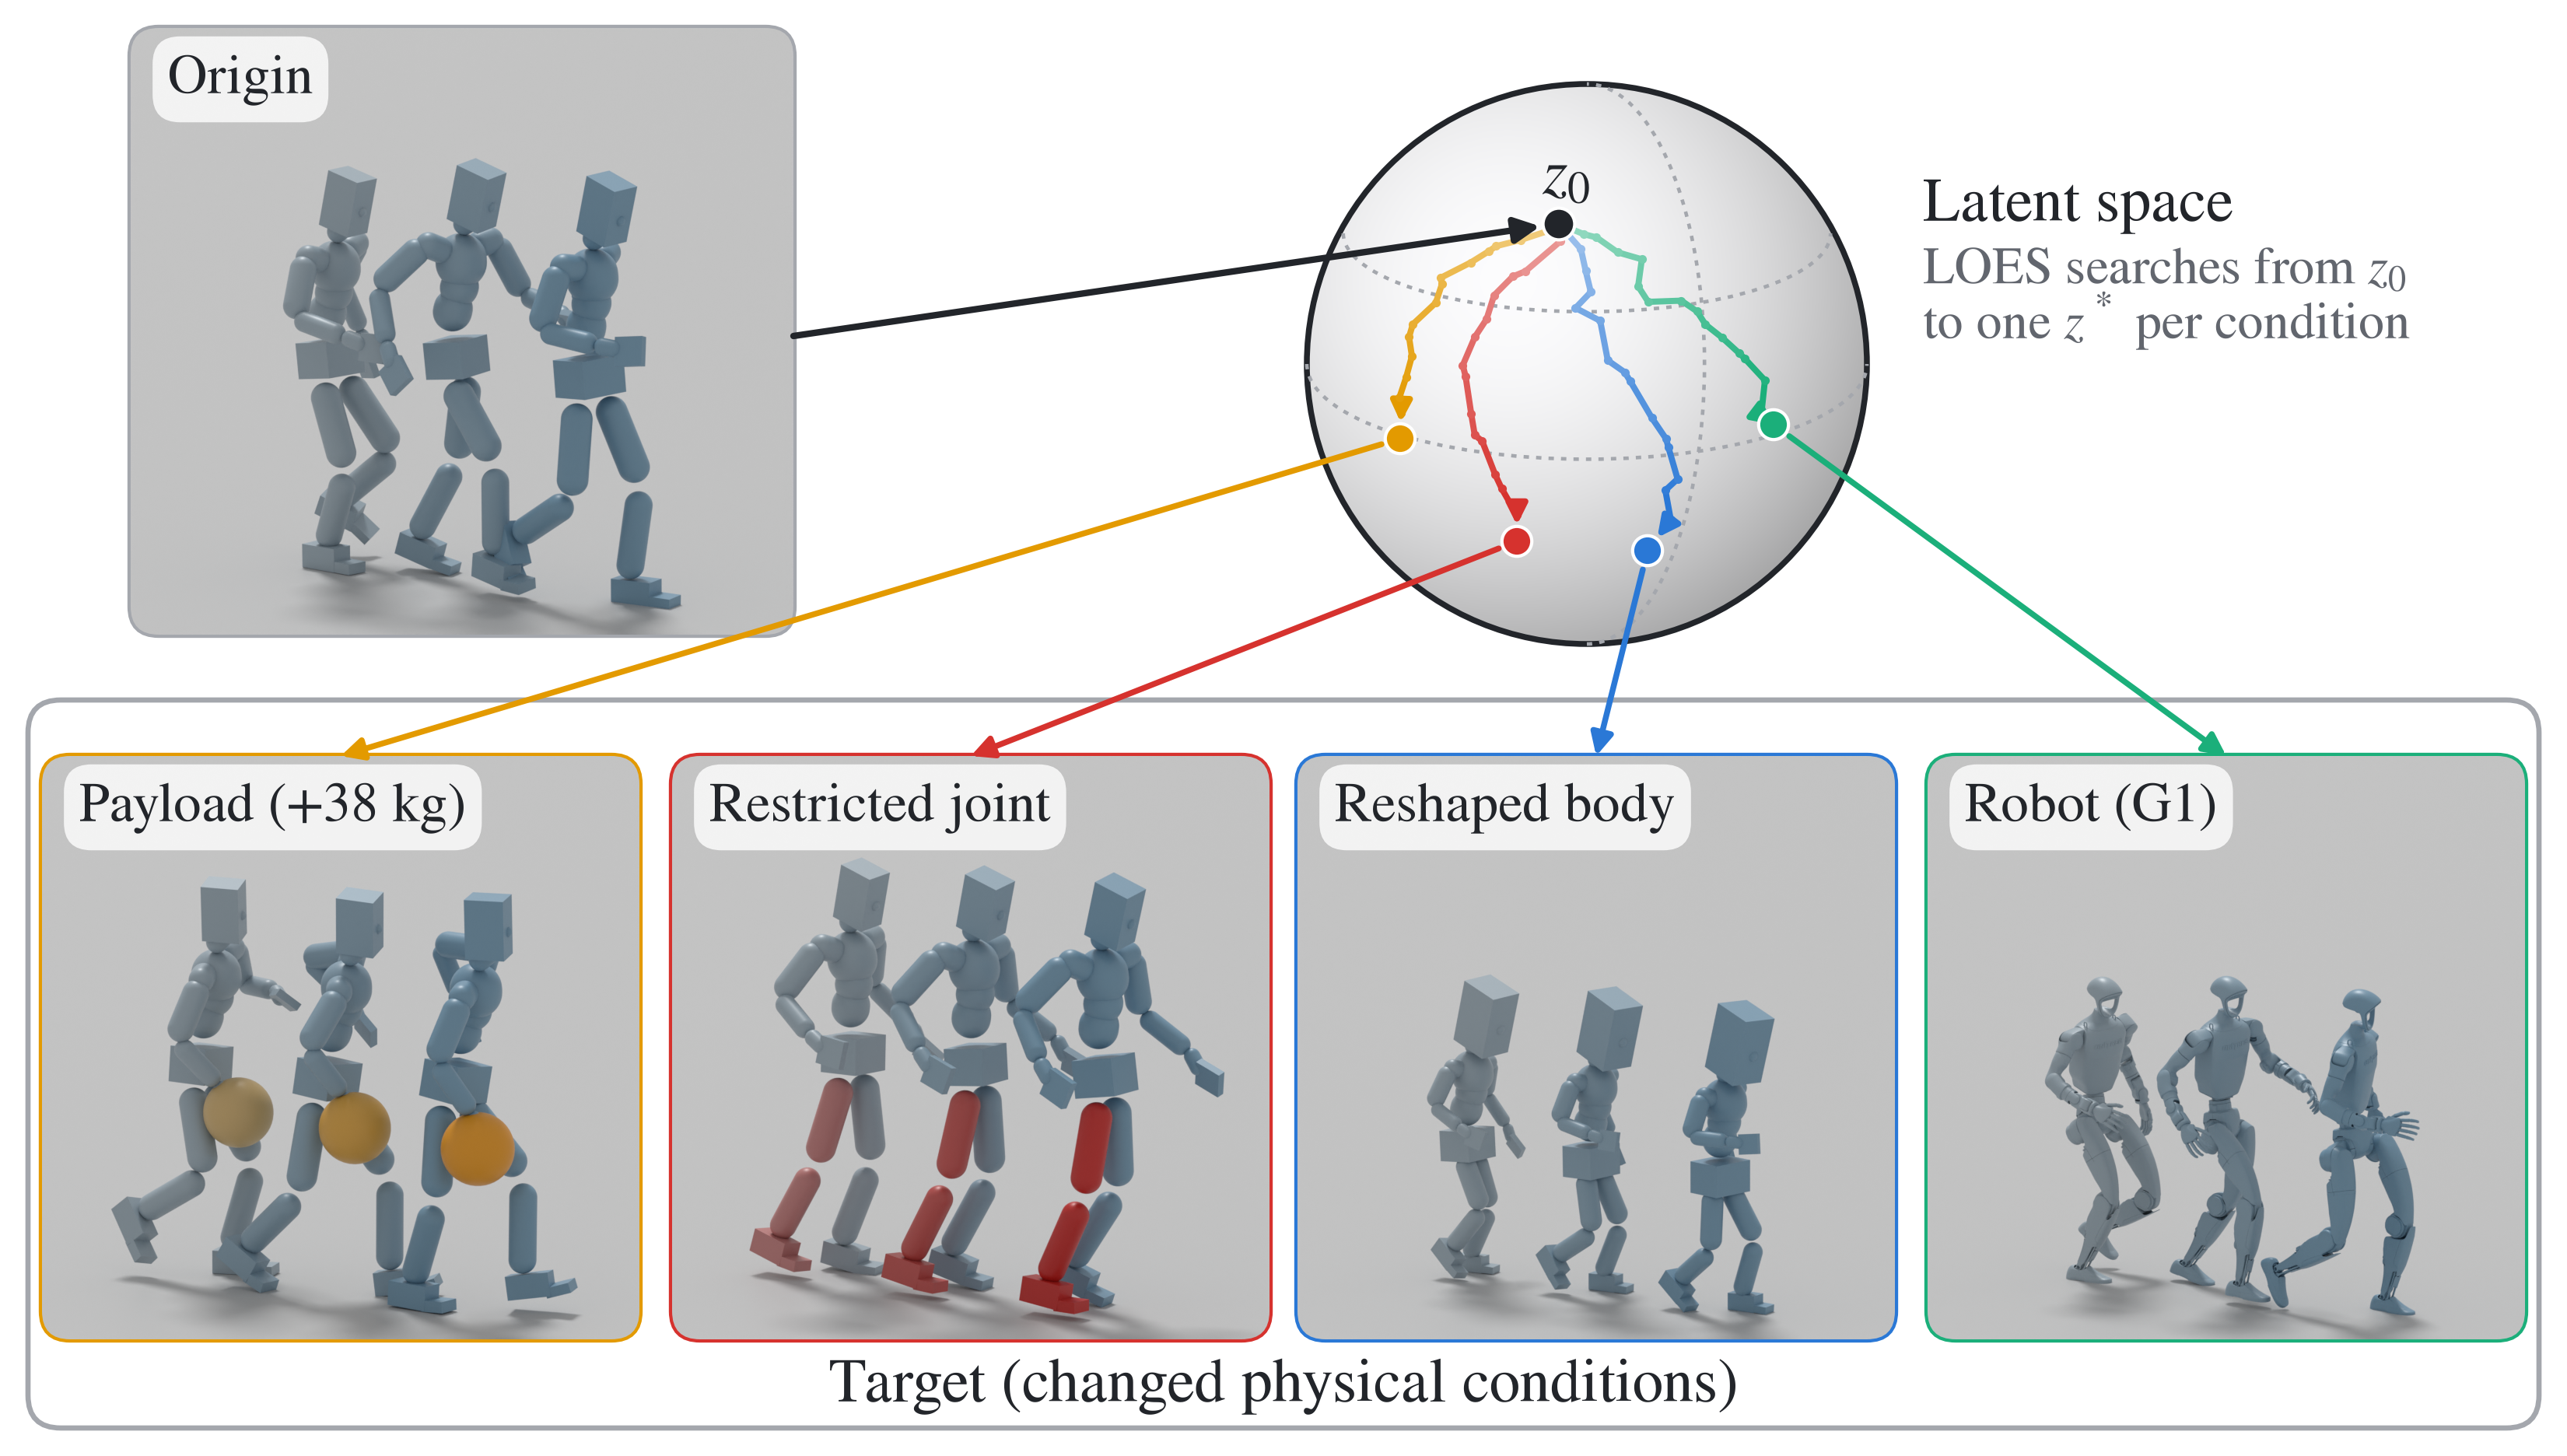 Origin
z₀
Latent space
LOES searches from z₀
to one z* per condition
Payload (+38 kg)
Restricted joint
Reshaped body
Robot (G1)
Target (changed physical conditions)